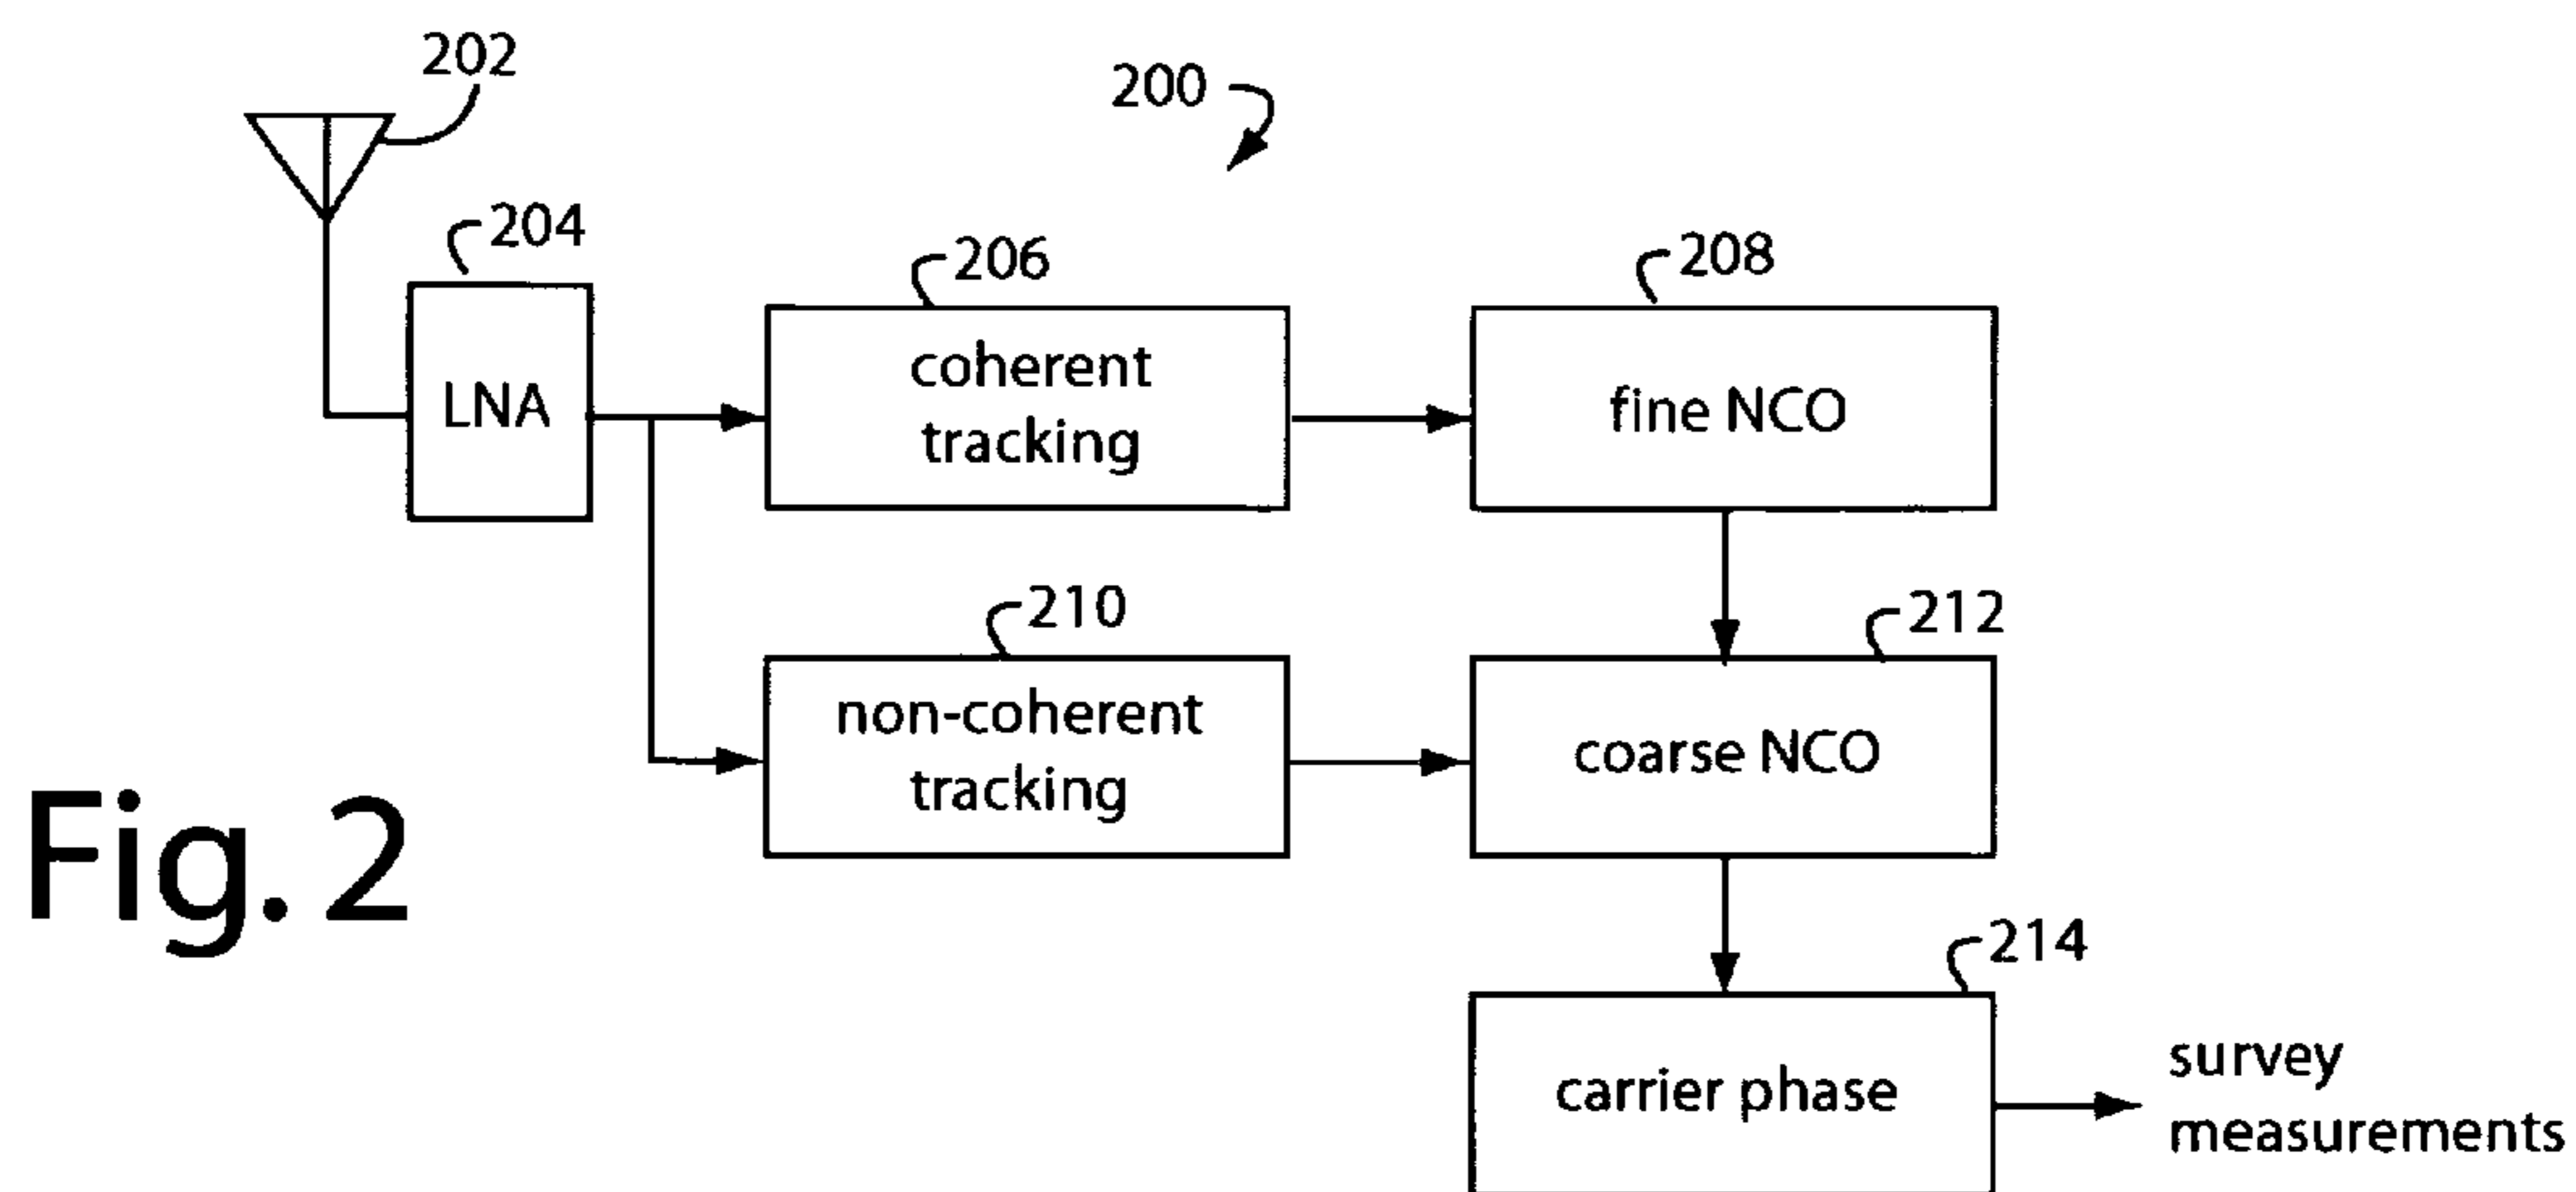 202
200
204
206
208
LNA
coherent
tracking
fine NCO
210
212
non-coherent
tracking
coarse NCO
Fig. 2
214
carrier phase
survey
measurements